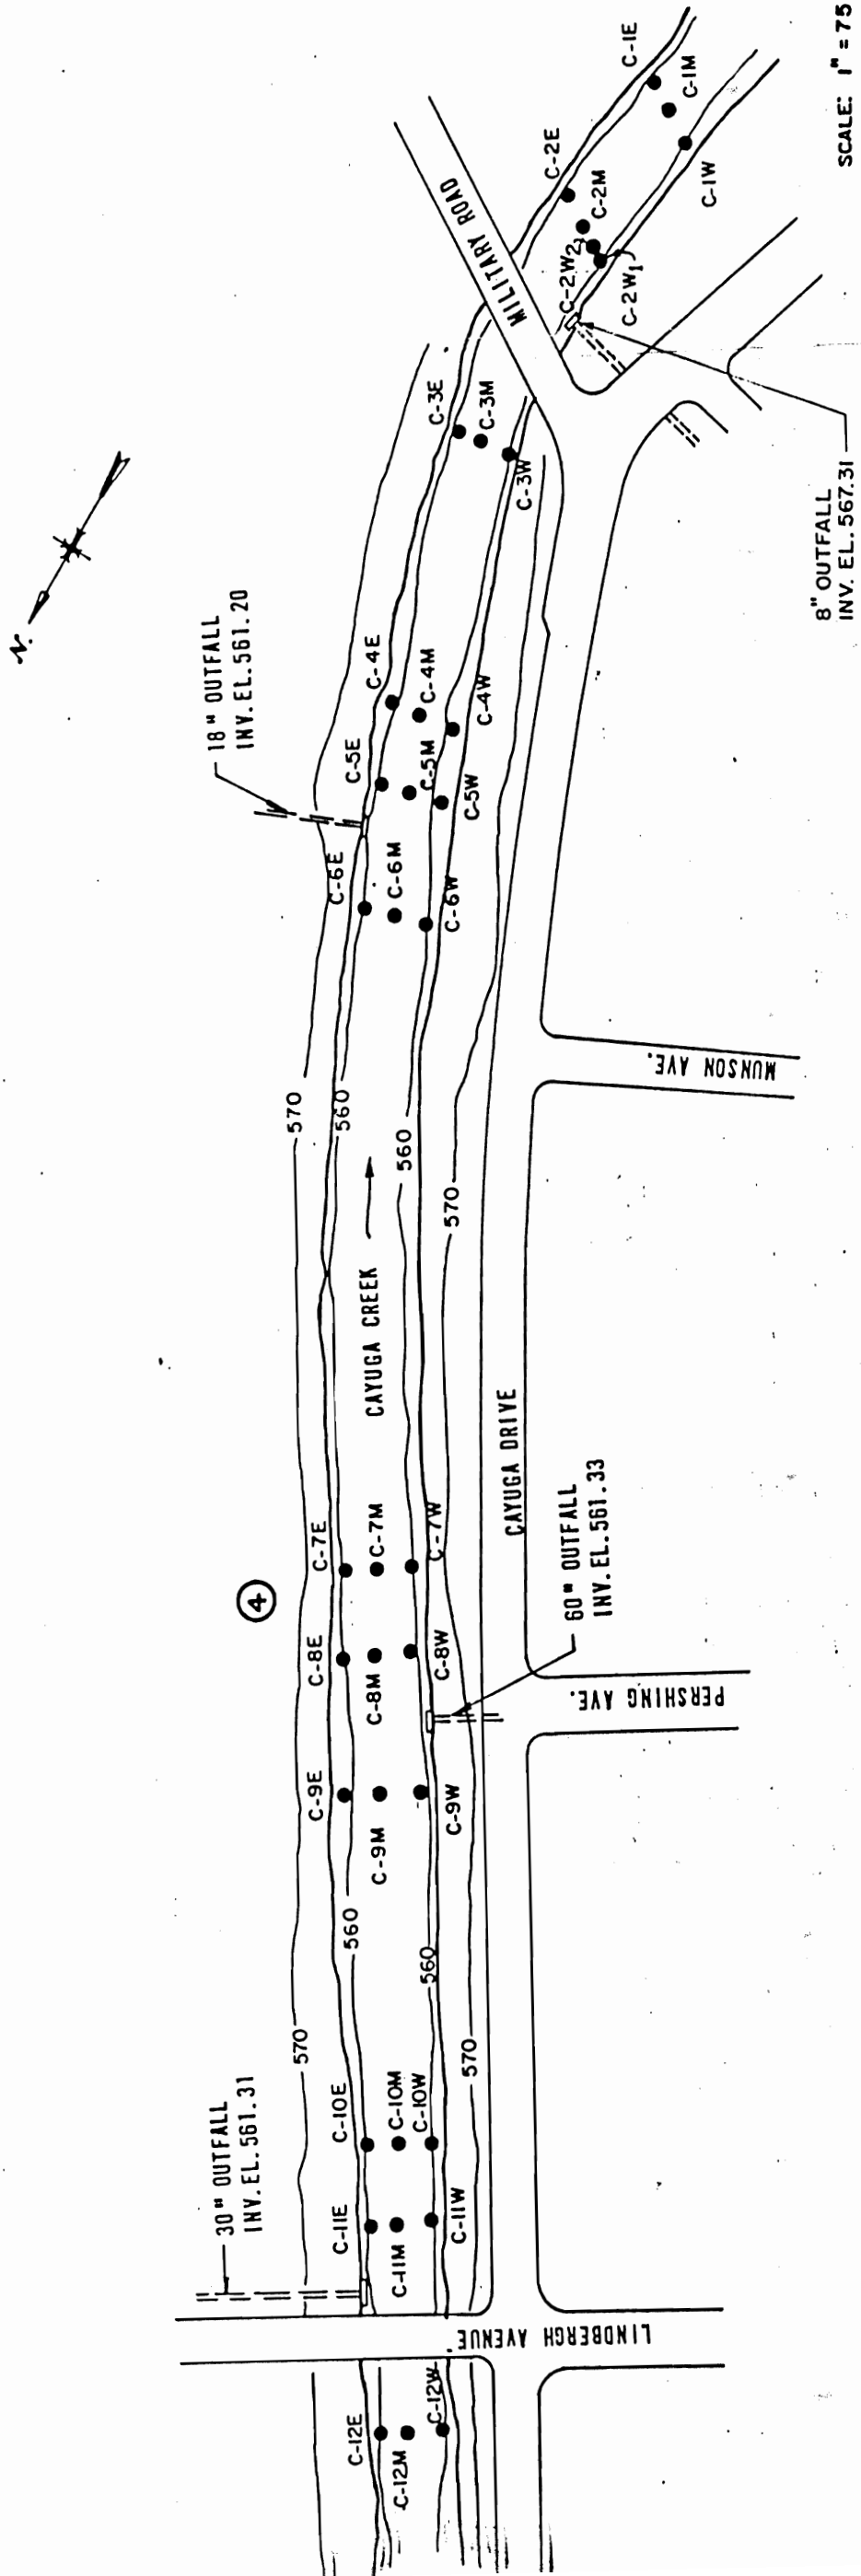 N.
30" OUTFALL
INV. EL. 561.31
18" OUTFALL
INV. EL. 561.20
④
570
570
560
560
CAYUGA CREEK
560
560
570
570
MILITARY ROAD
C-12E
C-12M
C-12W
C-11E
C-11M
C-11W
C-10E
C-10M
C-10W
C-9E
C-9M
C-9W
C-8E
C-8M
C-8W
C-7E
C-7M
C-7W
C-6E
C-6M
C-6W
C-5E
C-5M
C-5W
C-4E
C-4M
C-4W
C-3E
C-3M
C-3W
C-2E
C-2M
C-2W2
C-2W1
C-1E
C-1M
C-1W
CAYUGA DRIVE
LINDBERGH AVENUE
PERSHING AVE.
MUNSON AVE.
60" OUTFALL
INV. EL. 561.33
8" OUTFALL
INV. EL. 567.31
SCALE: 1" = 75